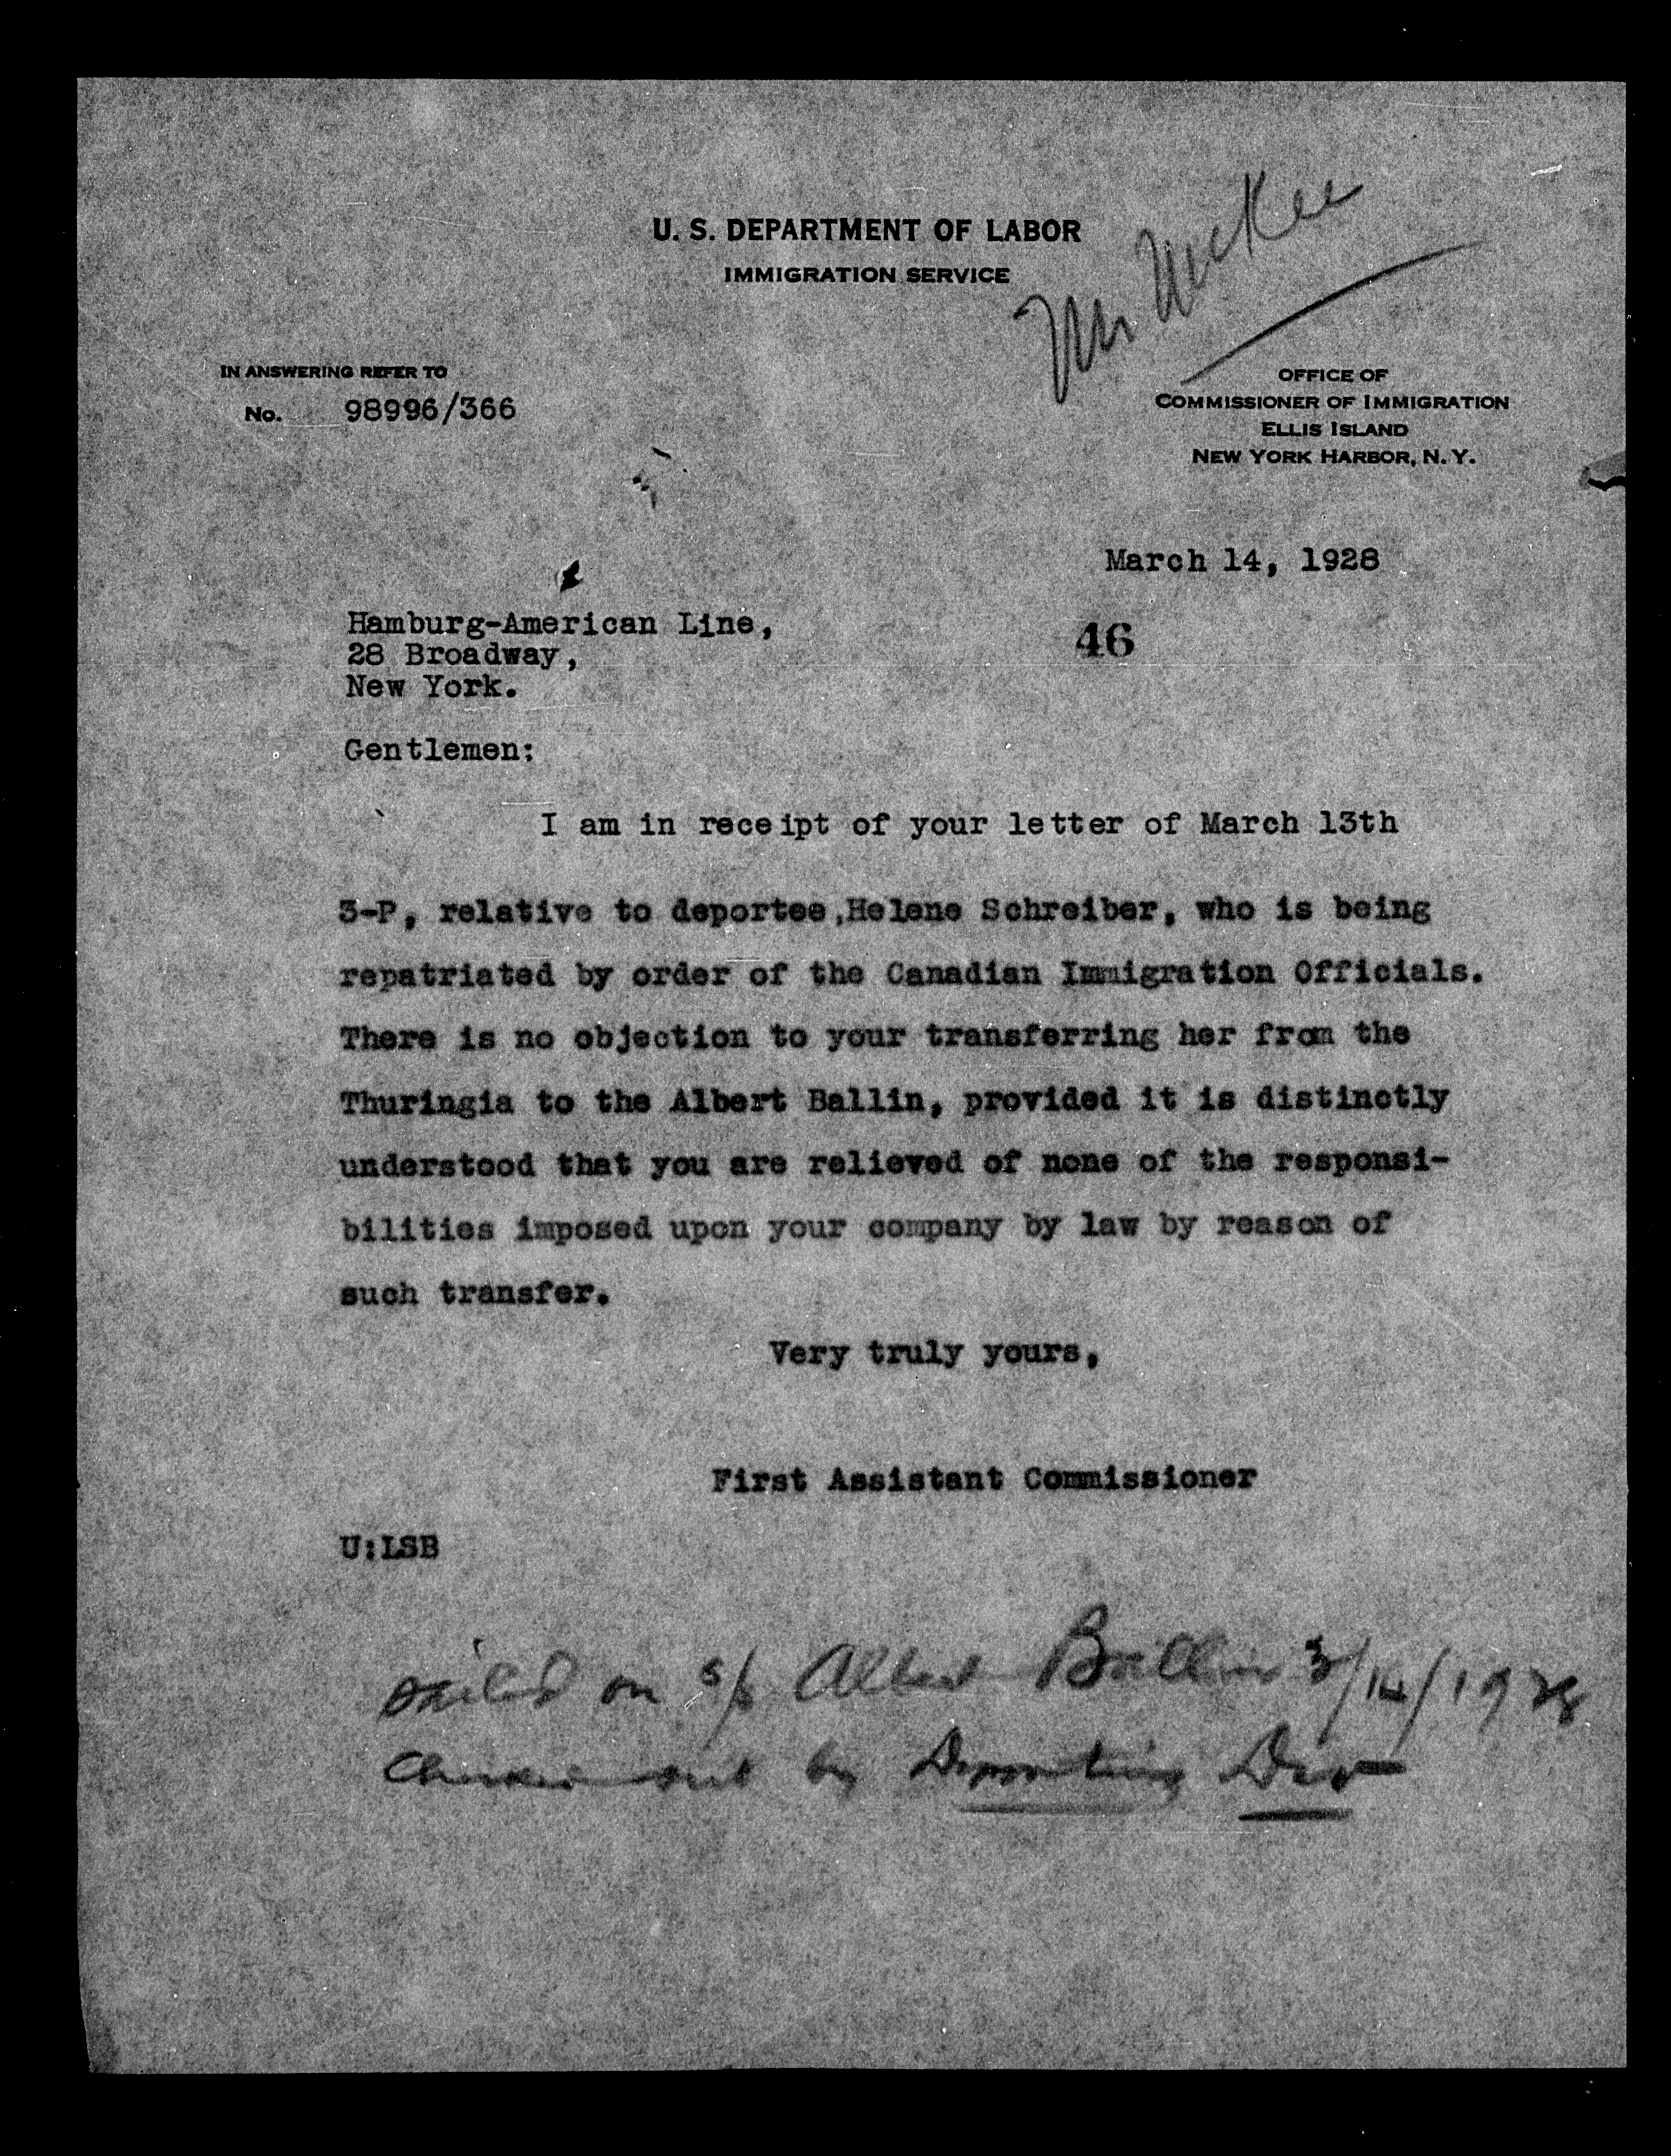 U. S. DEPARTMENT OF LABOR
IMMIGRATION SERVICE
Mr McKee
IN ANSWERING REFER TO
No. 98996/366
OFFICE OF
COMMISSIONER OF IMMIGRATION
ELLIS ISLAND
NEW YORK HARBOR, N. Y.
March 14, 1928
Hamburg-American Line,
28 Broadway,
New York.
46
Gentlemen:
I am in receipt of your letter of March 13th
3-P, relative to deportee,Helene Schreiber, who is being
repatriated by order of the Canadian Immigration Officials.
There is no objection to your transferring her from the
Thuringia to the Albert Ballin, provided it is distinctly
understood that you are relieved of none of the responsi-
bilities imposed upon your company by law by reason of
such transfer.
Very truly yours,
First Assistant Commissioner
U:LSB
sailed on s/s Albert Ballin 3/14/1928
out by Deporting Div